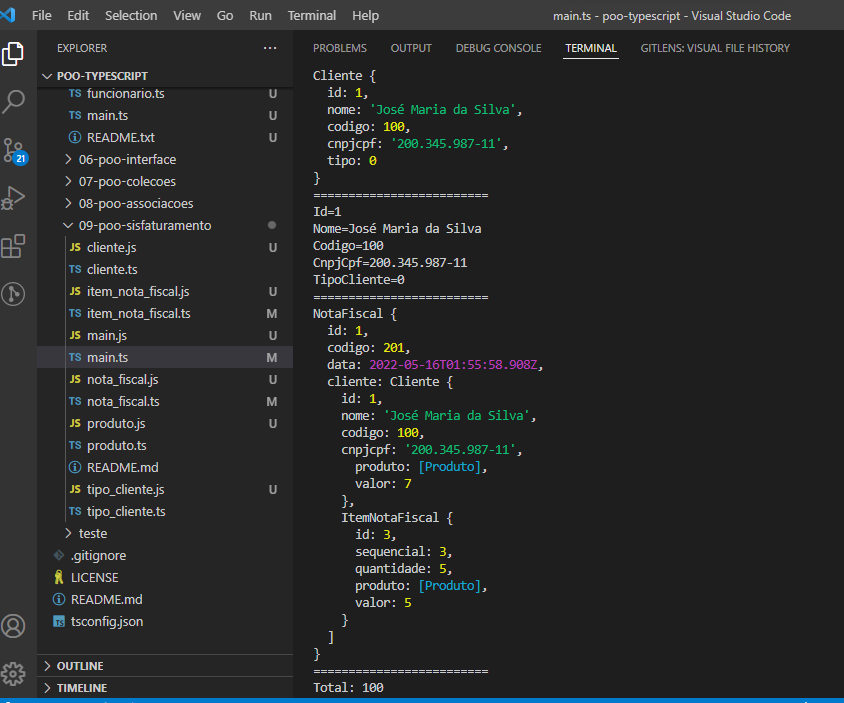 File Edit Selection View Go Run Terminal Help
main.ts - poo-typescript - Visual Studio Code
EXPLORER
POO-TYPESCRIPT
TS funcionario.ts U
TS main.ts U
README.txt U
06-poo-interface
07-poo-colecoes
08-poo-associacoes
09-poo-sisfaturamento
JS cliente.js U
TS cliente.ts
JS item_nota_fiscal.js U
TS item_nota_fiscal.ts M
JS main.js U
TS main.ts M
JS nota_fiscal.js U
TS nota_fiscal.ts M
JS produto.js U
TS produto.ts
README.md
JS tipo_cliente.js U
TS tipo_cliente.ts
teste
.gitignore
LICENSE
README.md
tsconfig.json
OUTLINE
TIMELINE
21
PROBLEMS OUTPUT DEBUG CONSOLE TERMINAL GITLENS: VISUAL FILE HISTORY
Cliente {
id: 1,
nome: 'José Maria da Silva',
codigo: 100,
cnpjcpf: '200.345.987-11',
tipo: 0
}
=========================
Id=1
Nome=José Maria da Silva
Codigo=100
CnpjCpf=200.345.987-11
TipoCliente=0
=========================
NotaFiscal {
id: 1,
codigo: 201,
data: 2022-05-16T01:55:58.908Z,
cliente: Cliente {
id: 1,
nome: 'José Maria da Silva',
codigo: 100,
cnpjcpf: '200.345.987-11',
produto: [Produto],
valor: 7
},
ItemNotaFiscal {
id: 3,
sequencial: 3,
quantidade: 5,
produto: [Produto],
valor: 5
}
]
}
=========================
Total: 100